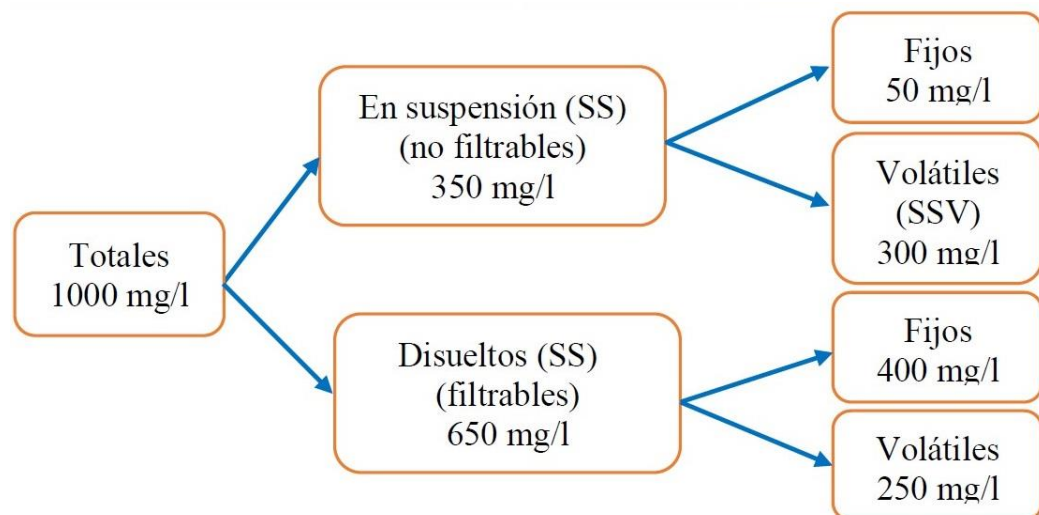 Totales
1000 mg/l
En suspensión (SS)
(no filtrables)
350 mg/l
Fijos
50 mg/l
Volátiles
(SSV)
300 mg/l
Disueltos (SS)
(filtrables)
650 mg/l
Fijos
400 mg/l
Volátiles
250 mg/l